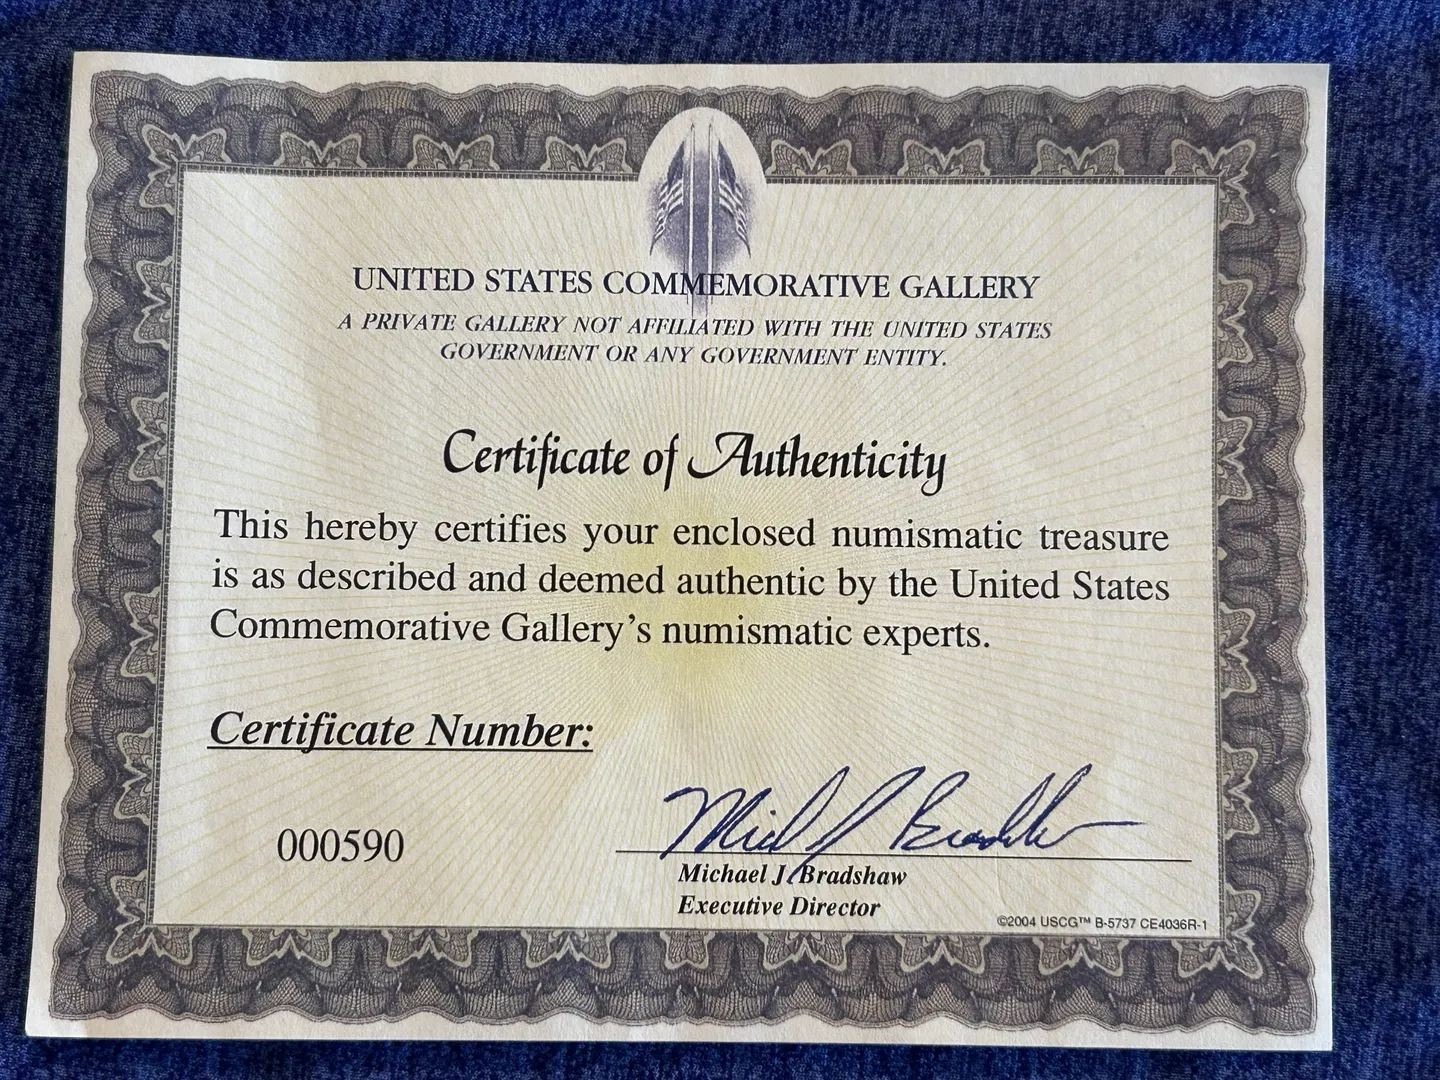 UNITED STATES COMMEMORATIVE GALLERY
A PRIVATE GALLERY NOT AFFILIATED WITH THE UNITED STATES
GOVERNMENT OR ANY GOVERNMENT ENTITY.
Certificate of Authenticity
This hereby certifies your enclosed numismatic treasure
is as described and deemed authentic by the United States
Commemorative Gallery's numismatic experts.
Certificate Number:
000590
Michael J. Bradshaw
Executive Director
©2004 USCG™ B-5737 CE4036R-1